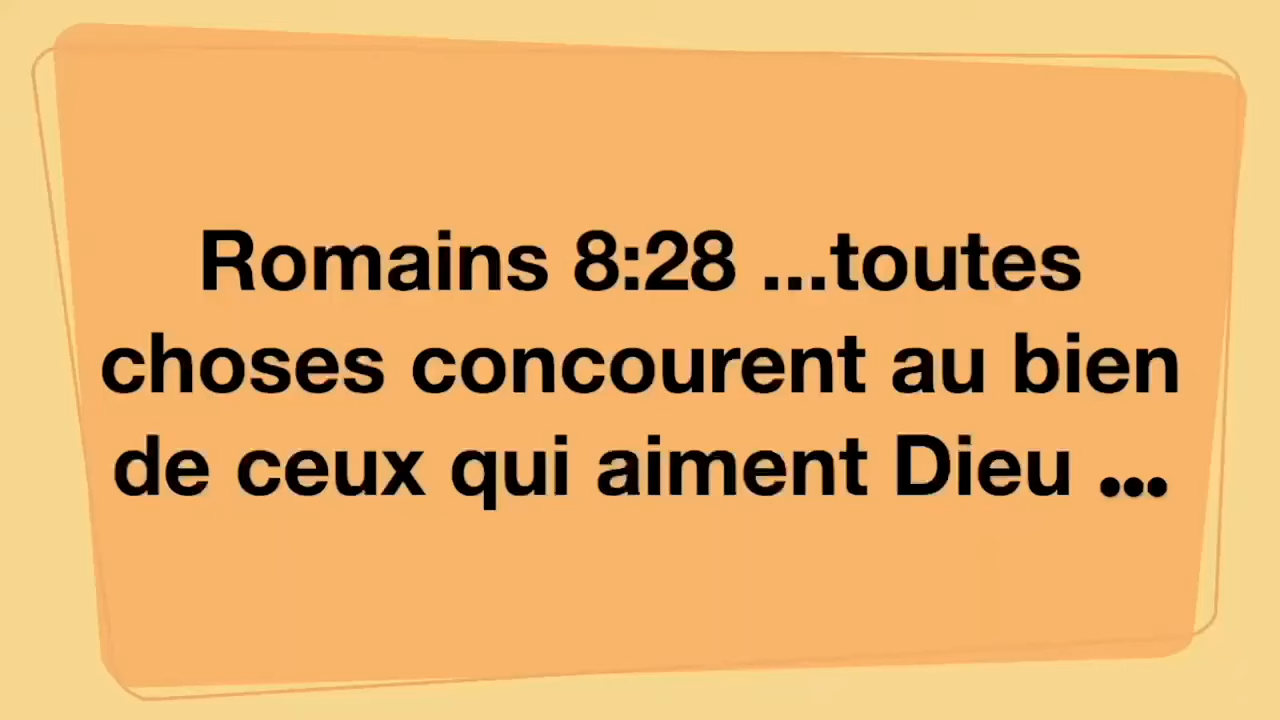 Romains 8:28 ...toutes
choses concourent au bien
de ceux qui aiment Dieu ...